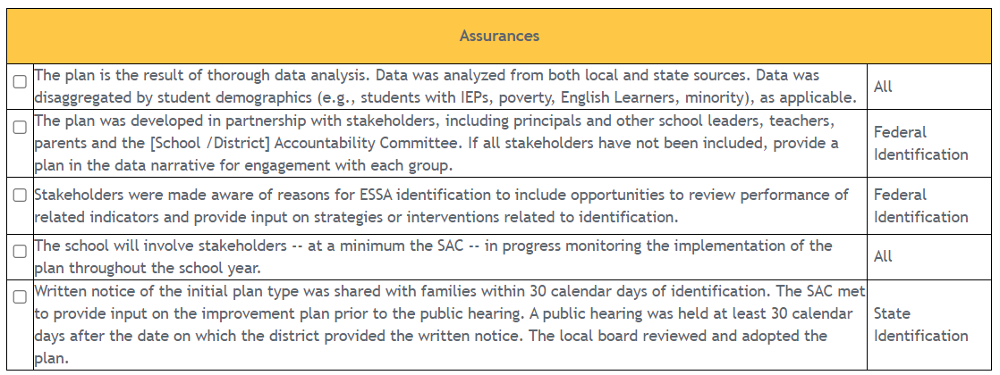 Assurances
The plan is the result of thorough data analysis. Data was analyzed from both local and state sources. Data was
disaggregated by student demographics (e.g., students with IEPs, poverty, English Learners, minority), as applicable.
All
The plan was developed in partnership with stakeholders, including principals and other school leaders, teachers,
parents and the [School /District] Accountability Committee. If all stakeholders have not been included, provide a
plan in the data narrative for engagement with each group.
Federal
Identification
Stakeholders were made aware of reasons for ESSA identification to include opportunities to review performance of
related indicators and provide input on strategies or interventions related to identification.
Federal
Identification
The school will involve stakeholders -- at a minimum the SAC -- in progress monitoring the implementation of the
plan throughout the school year.
All
Written notice of the initial plan type was shared with families within 30 calendar days of identification. The SAC met
to provide input on the improvement plan prior to the public hearing. A public hearing was held at least 30 calendar
days after the date on which the district provided the written notice. The local board reviewed and adopted the
plan.
State
Identification